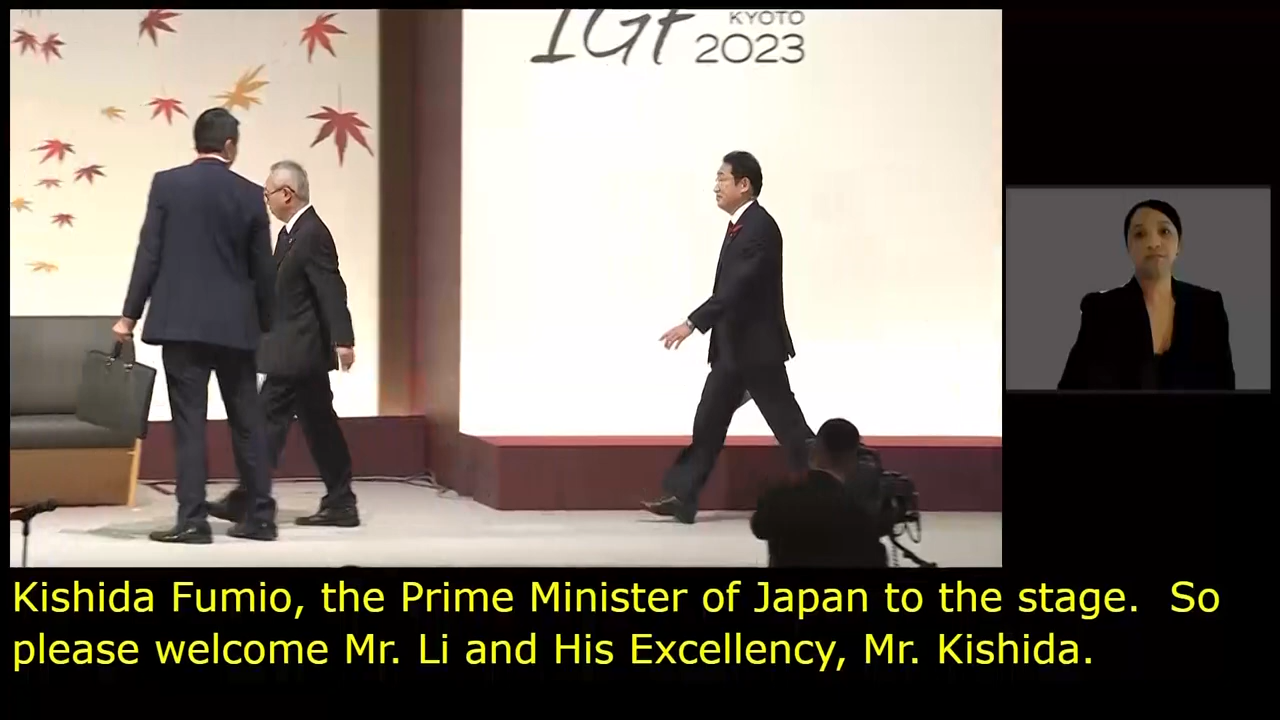 IGF
KYOTO
2023
Kishida Fumio, the Prime Minister of Japan to the stage.  So
please welcome Mr. Li and His Excellency, Mr. Kishida.